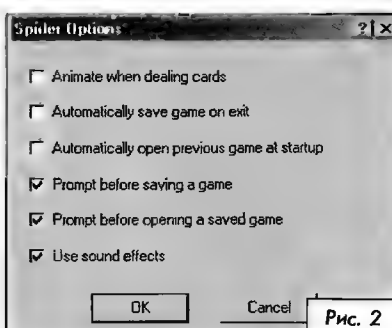 Spider Options
Animate when dealing cards
Automatically save game on exit
Automatically open previous game at startup
Prompt before saving a game
Prompt before opening a saved game
Use sound effects
OK Cancel
Рис. 2